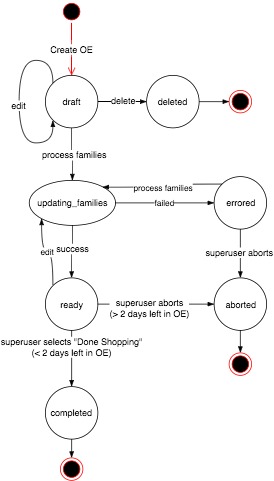 Create OE
edit
draft
delete
deleted
process families
process families
updating_families
failed
errored
edit
success
superuser aborts
ready
superuser aborts
(> 2 days left in OE)
aborted
superuser selects "Done Shopping"
(< 2 days left in OE)
completed